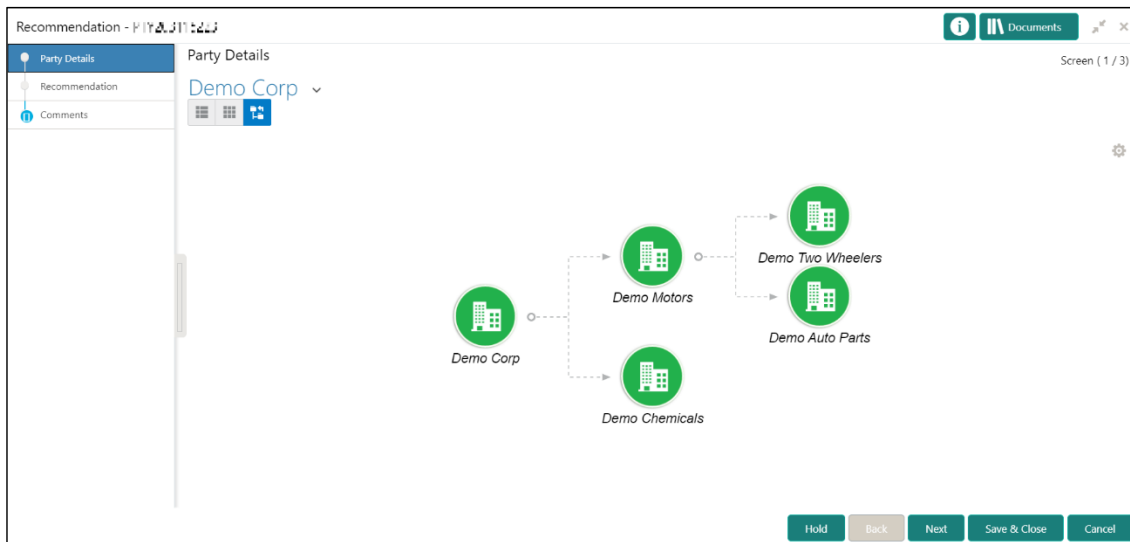 Recommendation -
Documents
Party Details
Recommendation
Comments
Party Details
Screen ( 1 / 3)
Demo Corp
Demo Two Wheelers
Demo Motors
Demo Auto Parts
Demo Corp
Demo Chemicals
Hold
Back
Next
Save & Close
Cancel